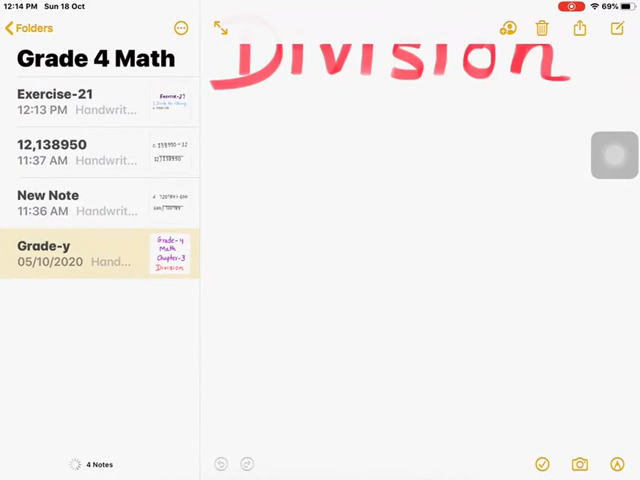 12:14 PM Sun 18 Oct 69%
Folders
Grade 4 Math
Exercise-21
12:13 PM Handwrit...
12,138950
11:37 AM Handwrit...
New Note
11:36 AM Handwrit...
Grade-y
05/10/2020 Hand...
4 Notes
Exercise-21
Grade-4
Math
Chapter-3
Division
Division